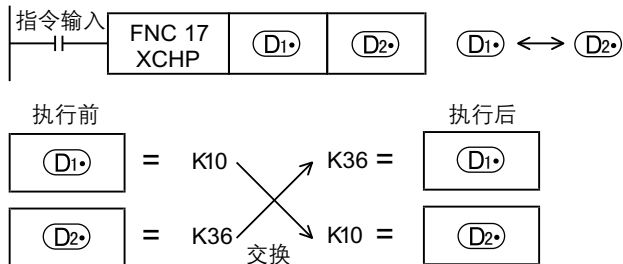 指令输入
FNC 17
XCHP
D1• D2• D1• ↔ D2•
执行前 执行后
D1• = K10 K36 = D1•
D2• = K36 K10 = D2•
交换